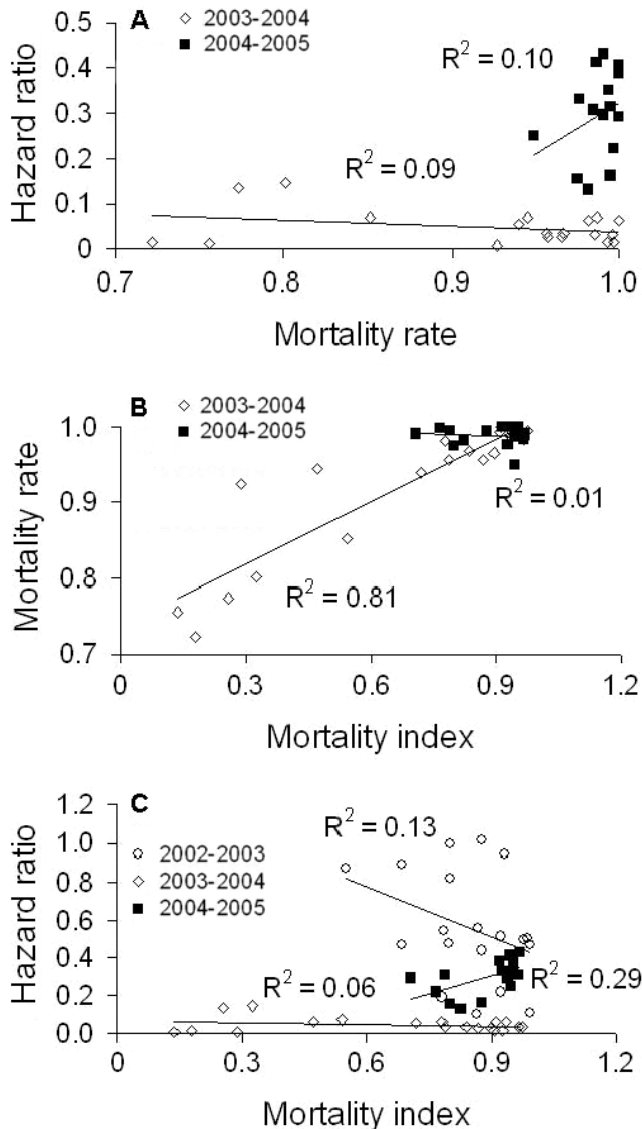 A
2003-2004
2004-2005
Hazard ratio
0.5
0.4
0.3
0.2
0.1
0
R² = 0.10
R² = 0.09
0.7 0.8 0.9 1.0
Mortality rate
B
2003-2004
2004-2005
Mortality rate
1.0
0.9
0.8
0.7
R² = 0.01
R² = 0.81
0 0.3 0.6 0.9 1.2
Mortality index
C
2002-2003
2003-2004
2004-2005
Hazard ratio
1.2
1.0
0.8
0.6
0.4
0.2
0.0
R² = 0.13
R² = 0.06
R² = 0.29
0.0 0.3 0.6 0.9 1.2
Mortality index